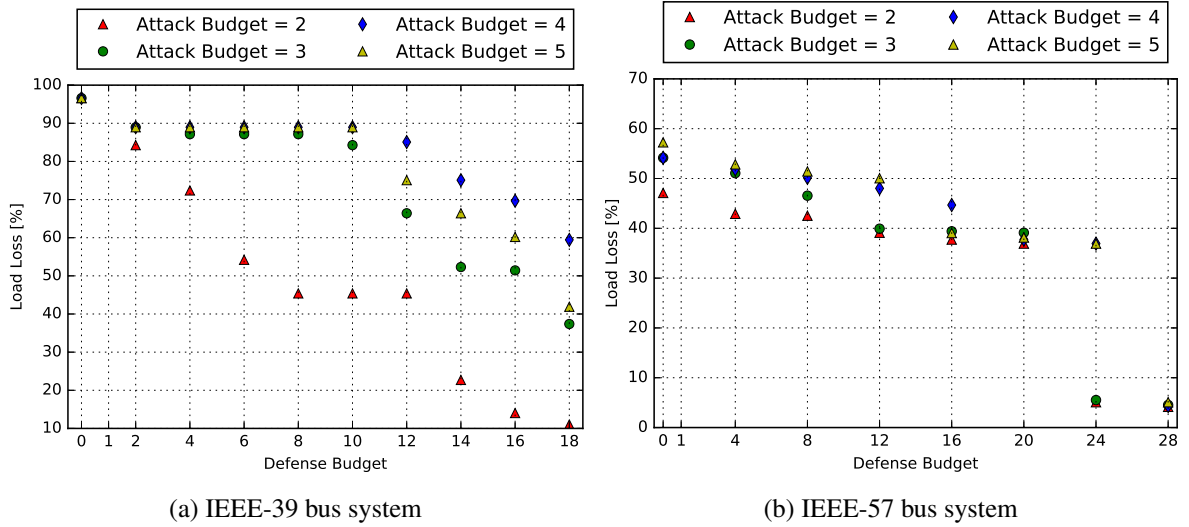 Attack Budget = 2
Attack Budget = 4
Attack Budget = 3
Attack Budget = 5
100
90
80
70
60
50
40
30
20
10
Load Loss [%]
0 1 2 4 6 8 10 12 14 16 18
Defense Budget
(a) IEEE-39 bus system
Attack Budget = 2
Attack Budget = 4
Attack Budget = 3
Attack Budget = 5
70
60
50
40
30
20
10
0
Load Loss [%]
0 1 4 8 12 16 20 24 28
Defense Budget
(b) IEEE-57 bus system